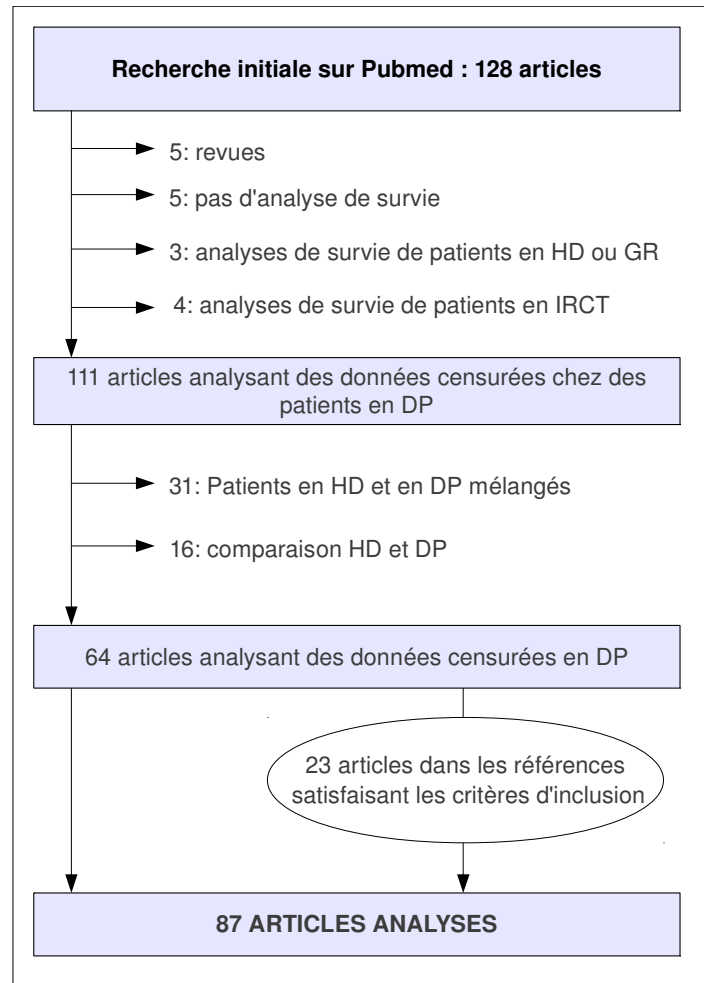 Recherche initiale sur Pubmed : 128 articles
5: revues
5: pas d'analyse de survie
3: analyses de survie de patients en HD ou GR
4: analyses de survie de patients en IRCT
111 articles analysant des données censurées chez des
patients en DP
31: Patients en HD et en DP mélangés
16: comparaison HD et DP
64 articles analysant des données censurées en DP
23 articles dans les références
satisfaisant les critères d'inclusion
87 ARTICLES ANALYSES